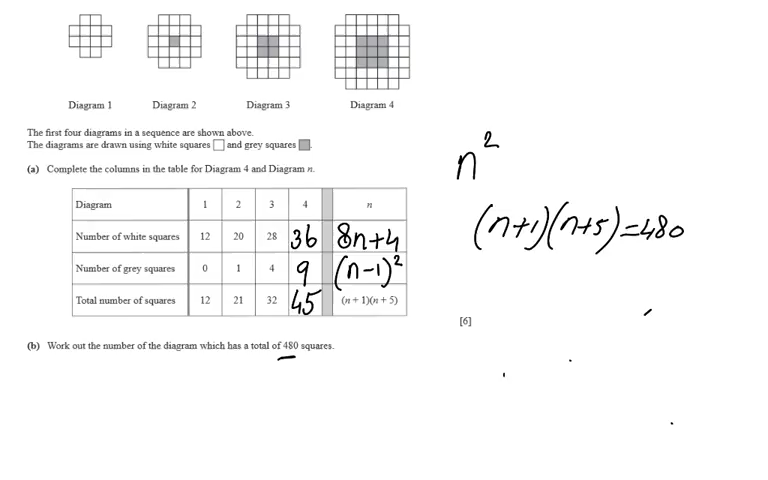 Diagram 1 Diagram 2 Diagram 3 Diagram 4
The first four diagrams in a sequence are shown above.
The diagrams are drawn using white squares and grey squares .
(a) Complete the columns in the table for Diagram 4 and Diagram n.
Diagram 1 2 3 4 n
Number of white squares 12 20 28 36 8n+4
Number of grey squares 0 1 4 9 (n-1)²
Total number of squares 12 21 32 45 (n + 1)(n + 5)
[6]
(b) Work out the number of the diagram which has a total of 480 squares.
n²
(n+1)(n+5)=480